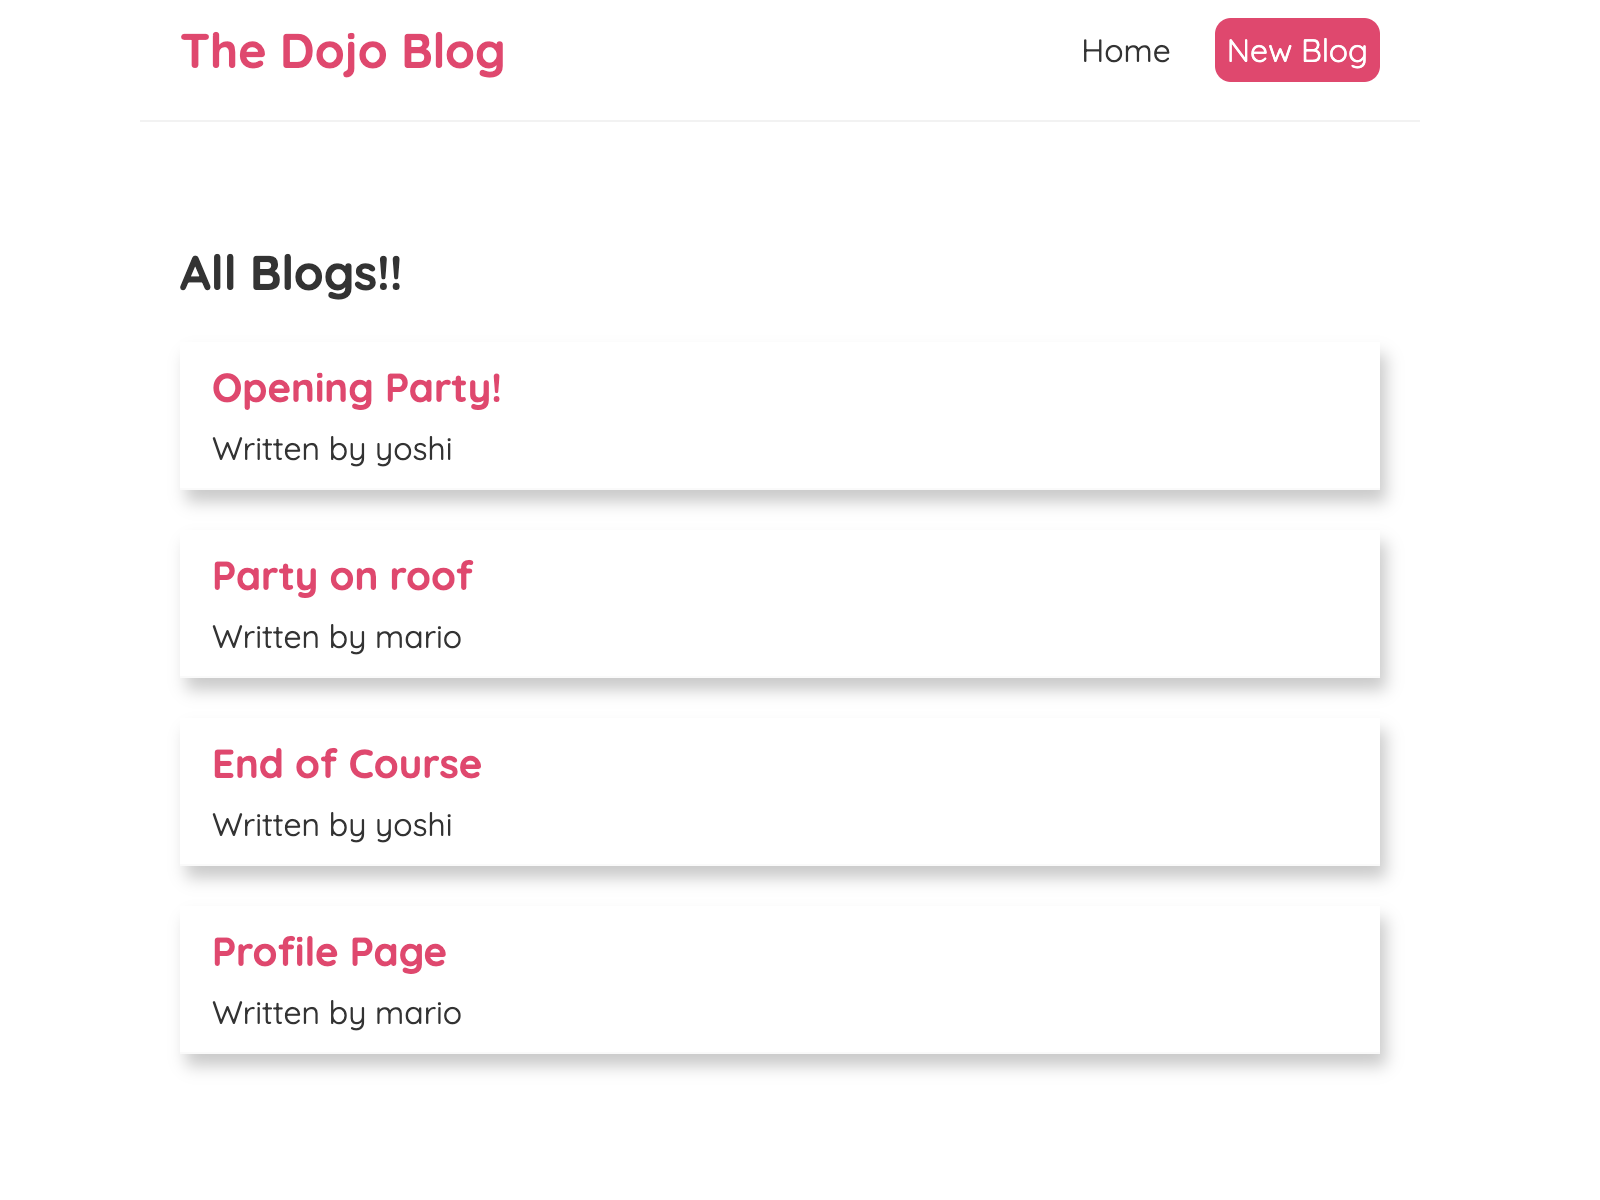 The Dojo Blog
Home
New Blog
All Blogs!!
Opening Party!
Written by yoshi
Party on roof
Written by mario
End of Course
Written by yoshi
Profile Page
Written by mario